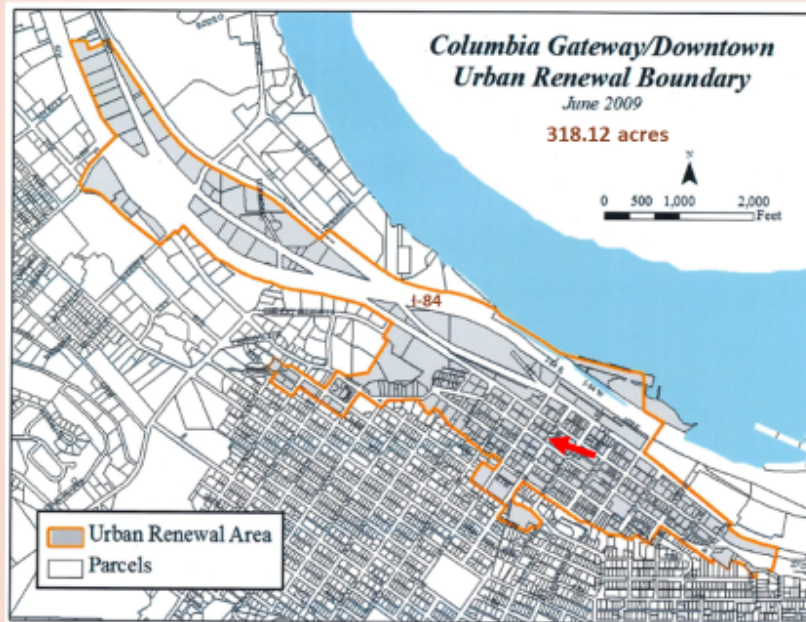 Columbia Gateway/Downtown
Urban Renewal Boundary
June 2009
318.12 acres
N
0 500 1,000 2,000
Feet
I-84
I-84 W
Urban Renewal Area
Parcels